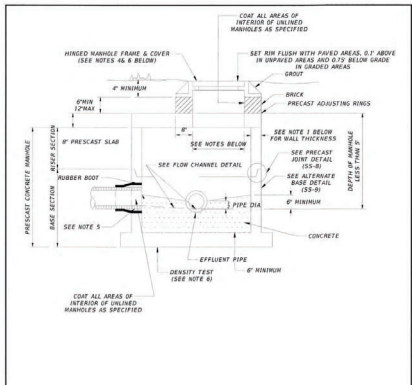 COAT ALL AREAS OF
INTERIOR OF UNLINED
MANHOLES AS SPECIFIED
HINGED MANHOLE FRAME & COVER
(SEE NOTES 4& 6 BELOW)
SET RIM FLUSH WITH PAVED AREAS, 0.1' ABOVE
IN UNPAVED AREAS AND 0.75' BELOW GRADE
IN GRADED AREAS
GROUT
4" MINIMUM
BRICK
6"MIN
12"MAX
PRECAST ADJUSTING RINGS
8"
SEE NOTES BELOW
SEE NOTE 1 BELOW
FOR WALL THICKNESS
PRESCAST CONCRETE MANHOLE
RISER SECTION
8" PRESCAST SLAB
DEPTH OF MANHOLE
LESS THAN 5'
SEE FLOW CHANNEL DETAIL
SEE PRECAST
JOINT DETAIL
(SS-8)
RUBBER BOOT
SEE ALTERNATE
BASE DETAIL
(SS-9)
BASE SECTION
PIPE DIA
6" MINIMUM
SEE NOTE 5
CONCRETE
EFFLUENT PIPE
DENSITY TEST
(SEE NOTE 6)
6" MINIMUM
COAT ALL AREAS OF
INTERIOR OF UNLINED
MANHOLES AS SPECIFIED